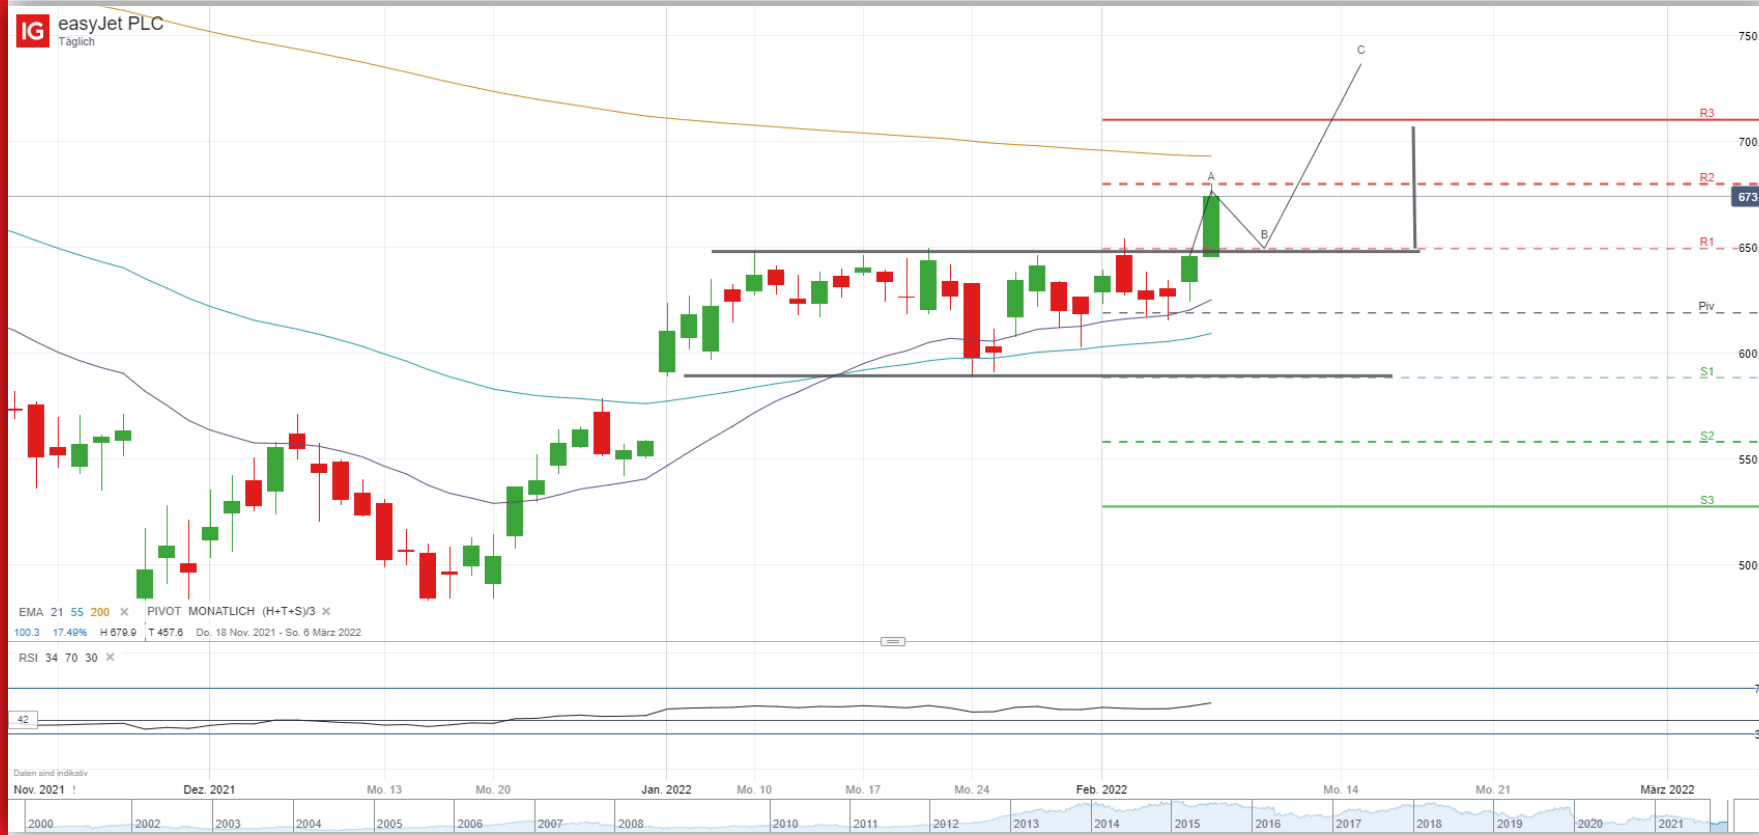 IG easyJet PLC
Täglich
C
750.
R3
700.
A
R2
673.
B
R1
650.
Piv
600.
S1
S2
550.
S3
500.
EMA 21 55 200 × PIVOT MONATLICH (H+T+S)/3 ×
100.3 17.49% H 679.9 T 457.6 Do. 18 Nov. 2021 - So. 6 März 2022
RSI 34 70 30 ×
7
42
3
Daten sind indikativ
Nov. 2021 Dez. 2021 Mo. 13 Mo. 20 Jan. 2022 Mo. 10 Mo. 17 Mo. 24 Feb. 2022 Mo. 14 Mo. 21 März 2022
2000 2002 2003 2004 2005 2006 2007 2008 2010 2011 2012 2013 2014 2015 2016 2017 2018 2019 2020 2021